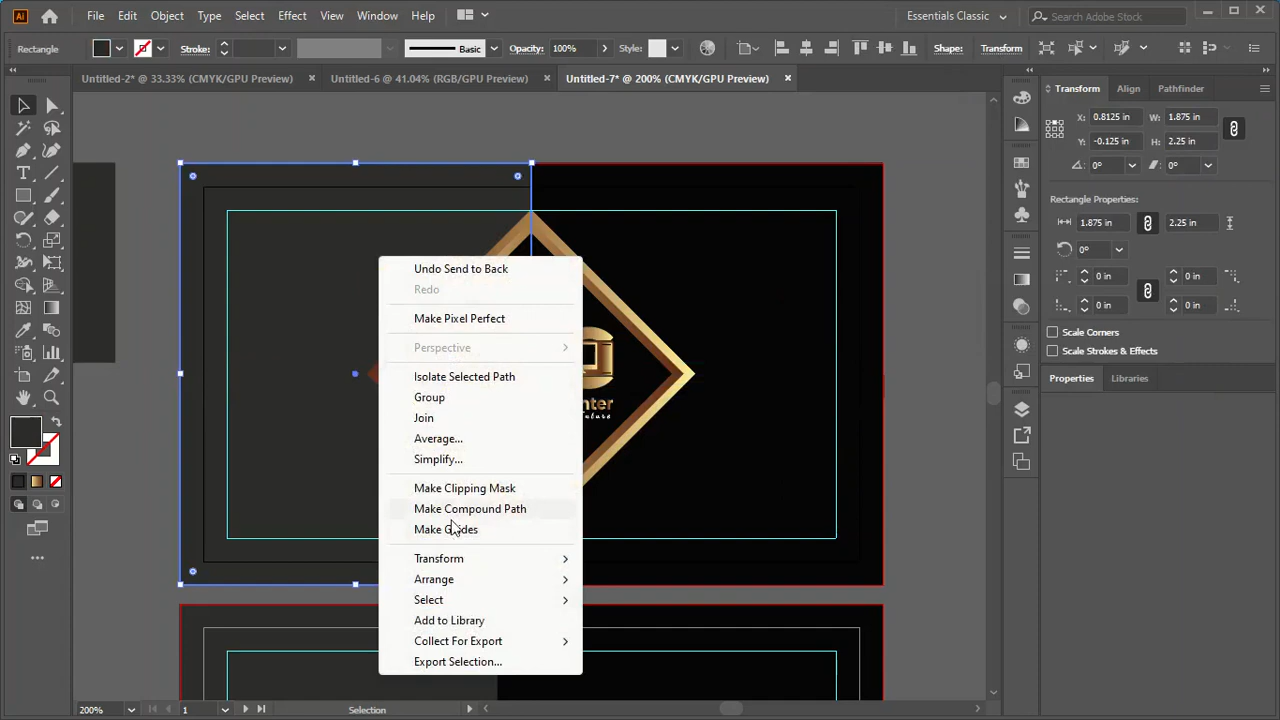 Ai File Edit Object Type Select Effect View Window Help Essentials Classic Search Adobe Stock
Rectangle Stroke: Basic Opacity: 100% Style: Shape: Transform
Untitled-2* @ 33.33% (CMYK/GPU Preview) Untitled-6 @ 41.04% (RGB/GPU Preview) Untitled-7* @ 200% (CMYK/GPU Preview)
Transform Align Pathfinder
X: 0.8125 in W: 1.875 in
Y: -0.125 in H: 2.25 in
0° 0°
Rectangle Properties:
1.875 in 2.25 in
0°
0 in 0 in
0 in 0 in
Scale Corners
Scale Strokes & Effects
Properties Libraries
Undo Send to Back
Redo
Make Pixel Perfect
Perspective
Isolate Selected Path
Group
Join
Average...
Simplify...
Make Clipping Mask
Make Compound Path
Make Guides
Transform
Arrange
Select
Add to Library
Collect For Export
Export Selection...
200% 1 Selection